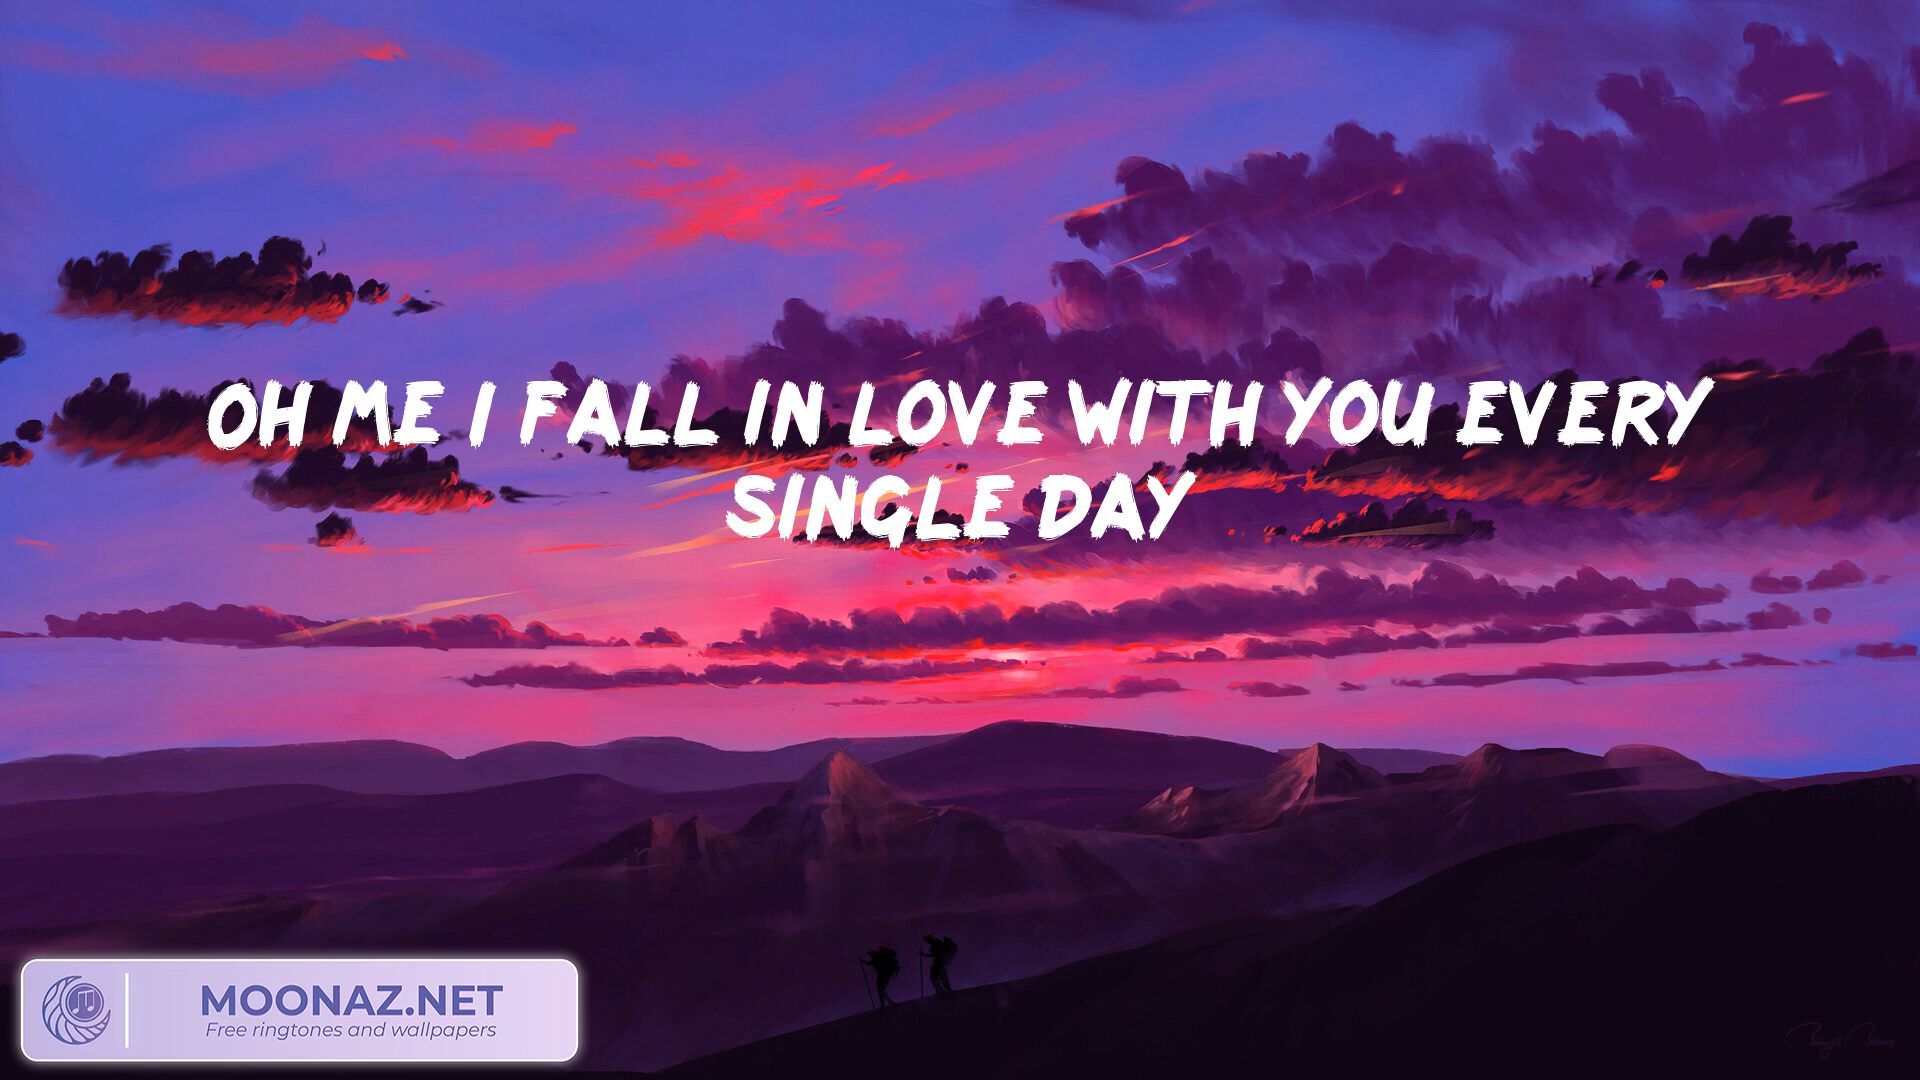 OH ME I FALL IN LOVE WITH YOU EVERY
SINGLE DAY
MOONAZ.NET
Free ringtones and wallpapers